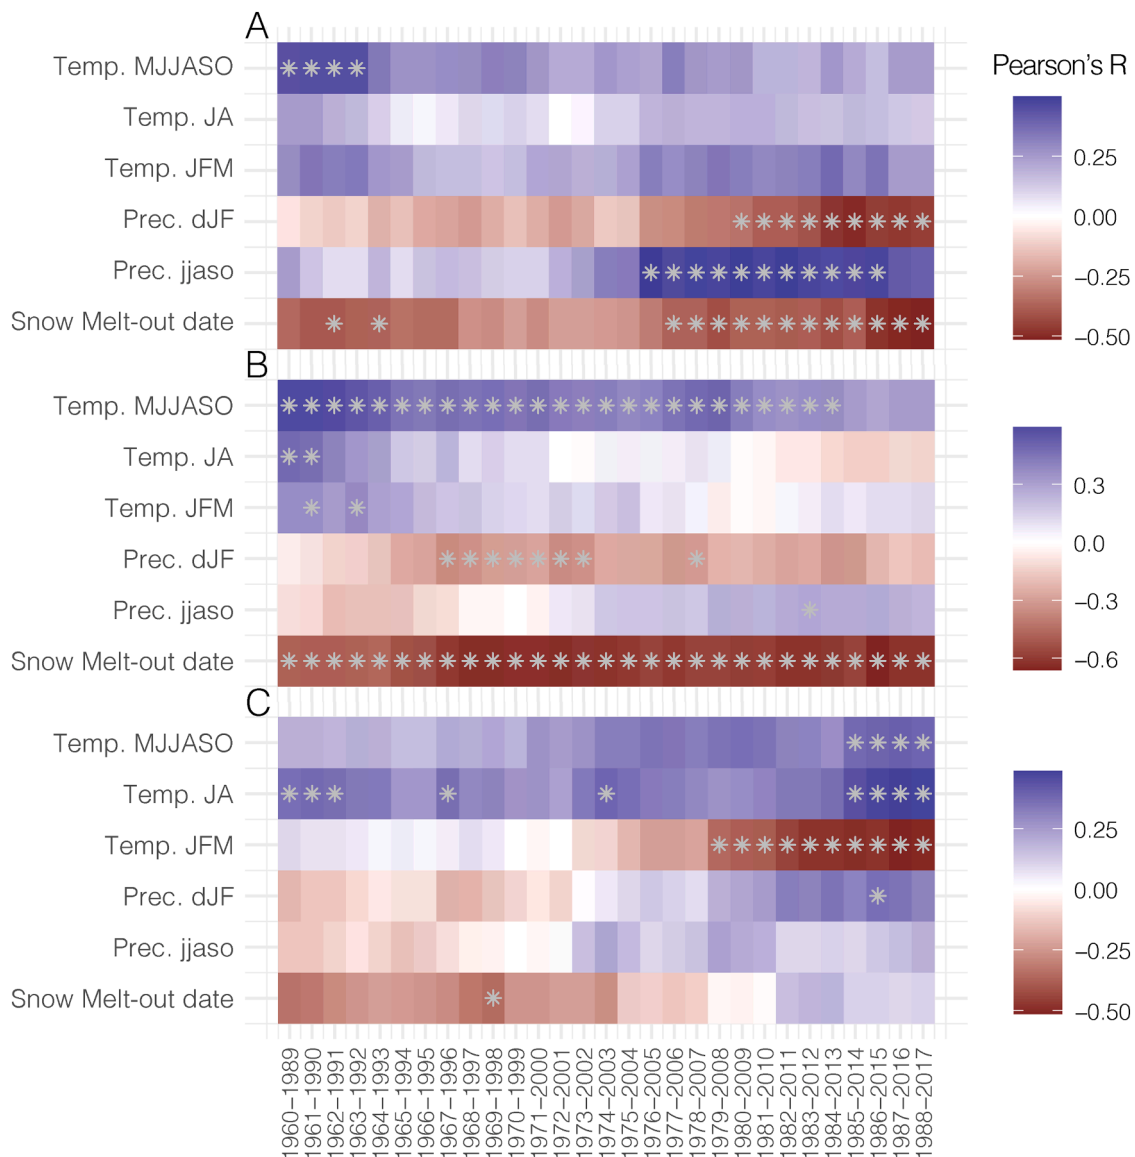 A
Temp. MJJASO
Temp. JA
Temp. JFM
Prec. dJF
Prec. jjaso
Snow Melt-out date
Pearson's R
0.25
0.00
−0.25
−0.50
B
Temp. MJJASO
Temp. JA
Temp. JFM
Prec. dJF
Prec. jjaso
Snow Melt-out date
0.3
0.0
−0.3
−0.6
C
Temp. MJJASO
Temp. JA
Temp. JFM
Prec. dJF
Prec. jjaso
Snow Melt-out date
0.25
0.00
−0.25
−0.50
1960−1989
1961−1990
1962−1991
1963−1992
1964−1993
1965−1994
1966−1995
1967−1996
1968−1997
1969−1998
1970−1999
1971−2000
1972−2001
1973−2002
1974−2003
1975−2004
1976−2005
1977−2006
1978−2007
1979−2008
1980−2009
1981−2010
1982−2011
1983−2012
1984−2013
1985−2014
1986−2015
1987−2016
1988−2017